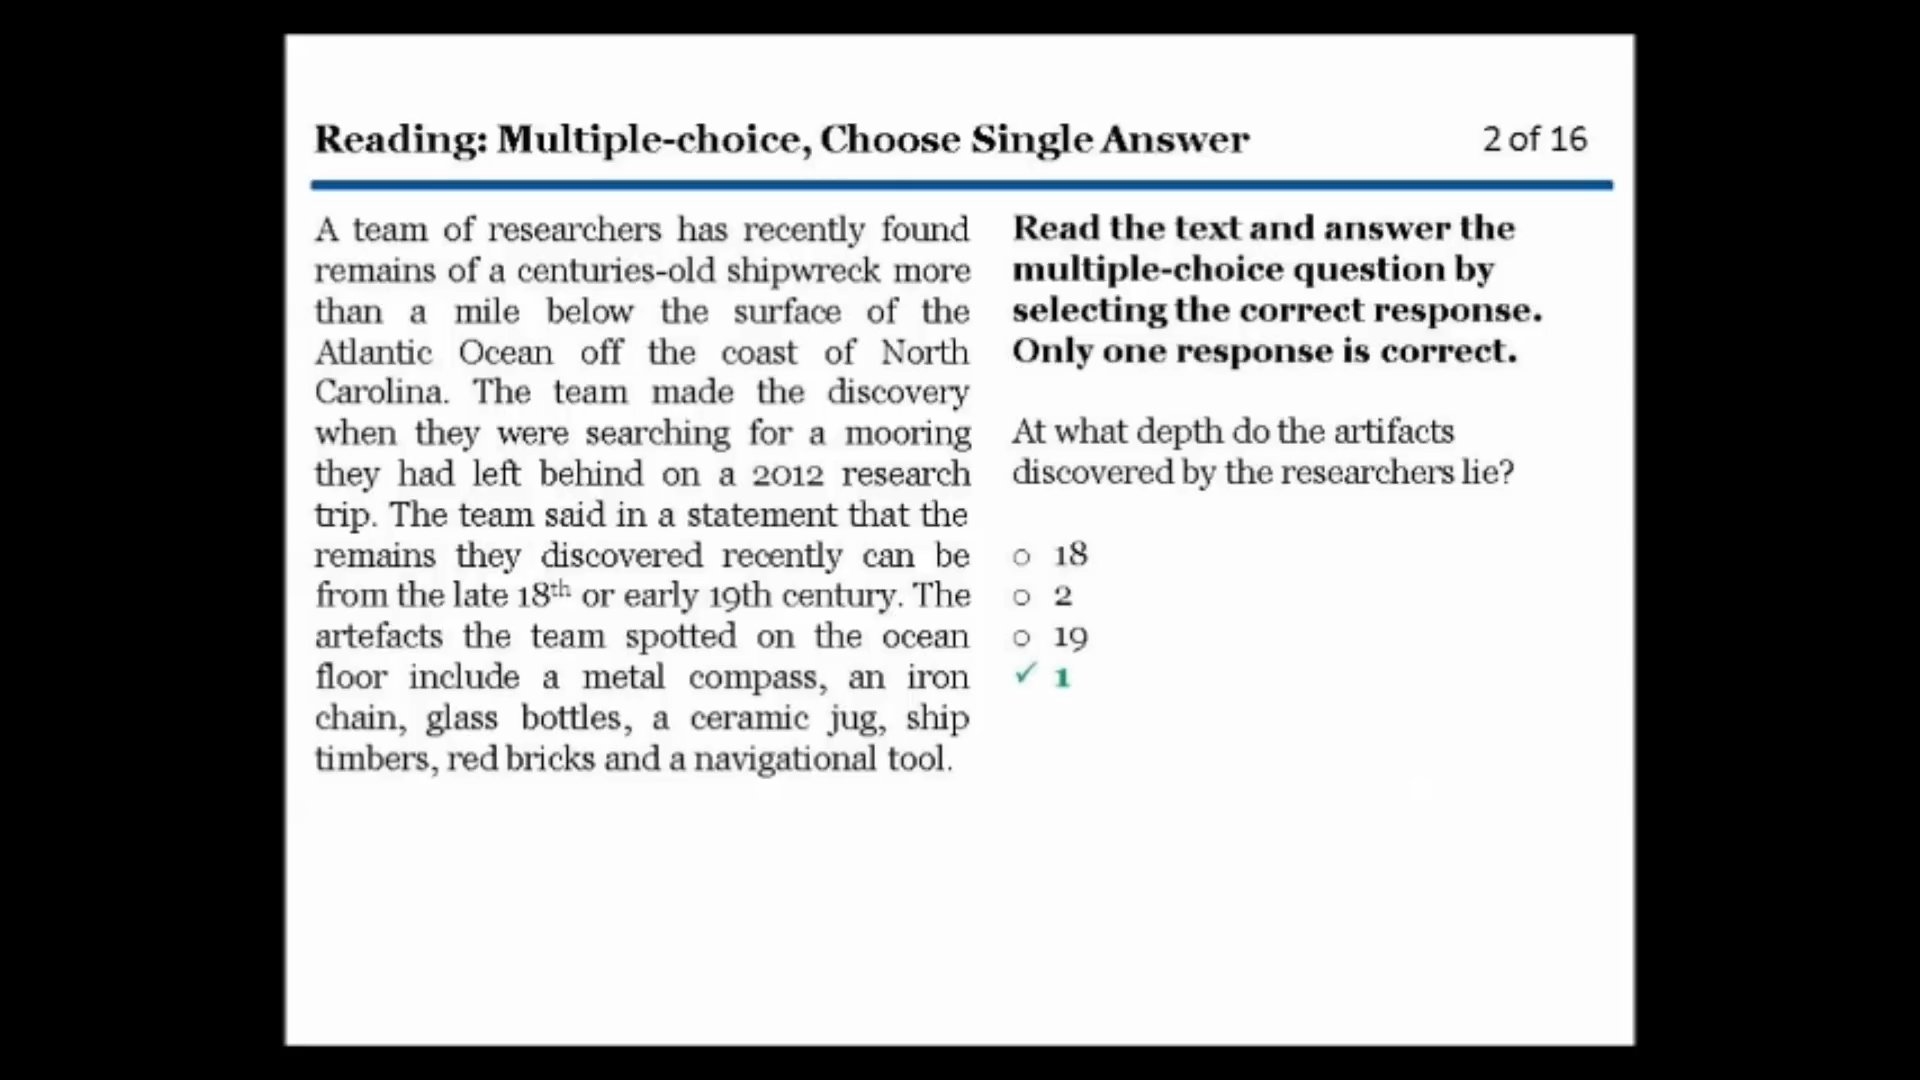 Reading: Multiple-choice, Choose Single Answer
2 of 16
A team of researchers has recently found
remains of a centuries-old shipwreck more
than a mile below the surface of the
Atlantic Ocean off the coast of North
Carolina. The team made the discovery
when they were searching for a mooring
they had left behind on a 2012 research
trip. The team said in a statement that the
remains they discovered recently can be
from the late 18th or early 19th century. The
artefacts the team spotted on the ocean
floor include a metal compass, an iron
chain, glass bottles, a ceramic jug, ship
timbers, red bricks and a navigational tool.
Read the text and answer the
multiple-choice question by
selecting the correct response.
Only one response is correct.
At what depth do the artifacts
discovered by the researchers lie?
○ 18
○ 2
○ 19
✓ 1